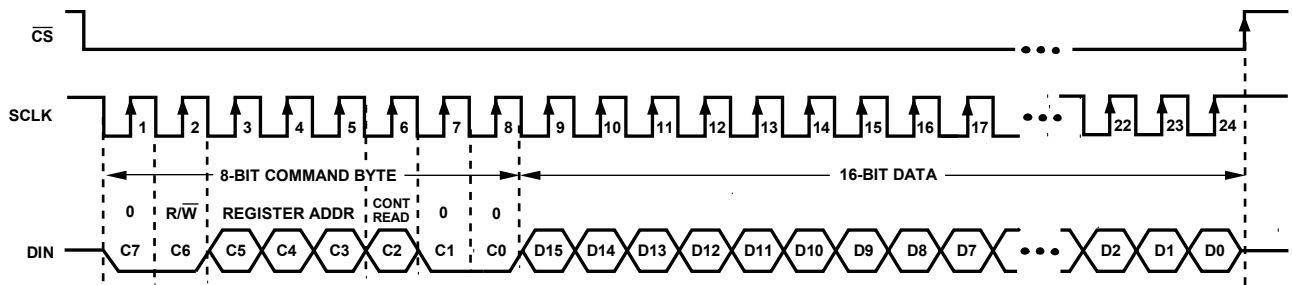 CS
SCLK
1 2 3 4 5 6 7 8 9 10 11 12 13 14 15 16 17 22 23 24
8-BIT COMMAND BYTE 16-BIT DATA
0 R/W REGISTER ADDR CONT READ 0 0
DIN C7 C6 C5 C4 C3 C2 C1 C0 D15 D14 D13 D12 D11 D10 D9 D8 D7 D2 D1 D0